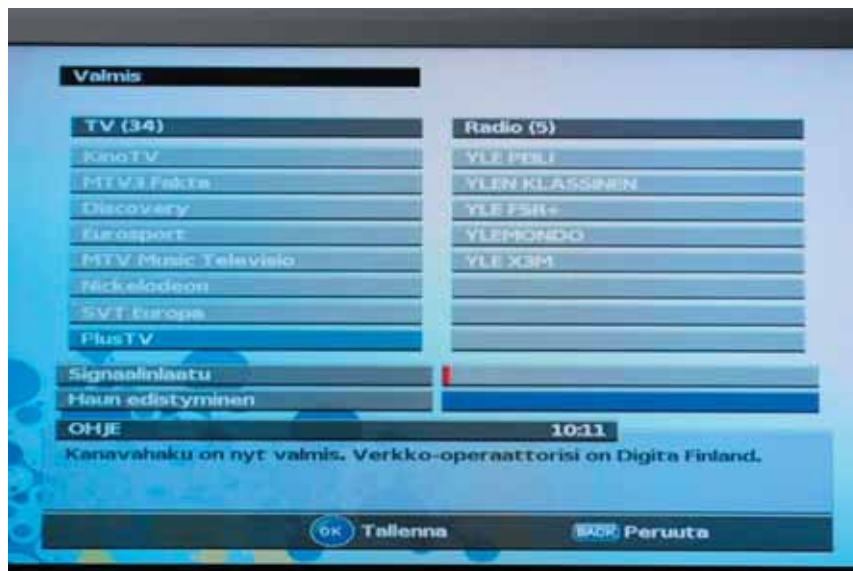 Valmis
TV (34)
KinoTV
MTV3 Fakta
Discovery
Eurosport
MTV Music Televisio
Nickelodeon
SVT Europa
PlusTV
Radio (5)
YLE PEILI
YLEN KLASSINEN
YLE FSR+
YLEMONDO
YLE X3M
Signaalinlaatu
Haun edistyminen
OHJE 10:11
Kanavahaku on nyt valmis. Verkko-operaattorisi on Digita Finland.
OK Tallenna BACK Peruuta